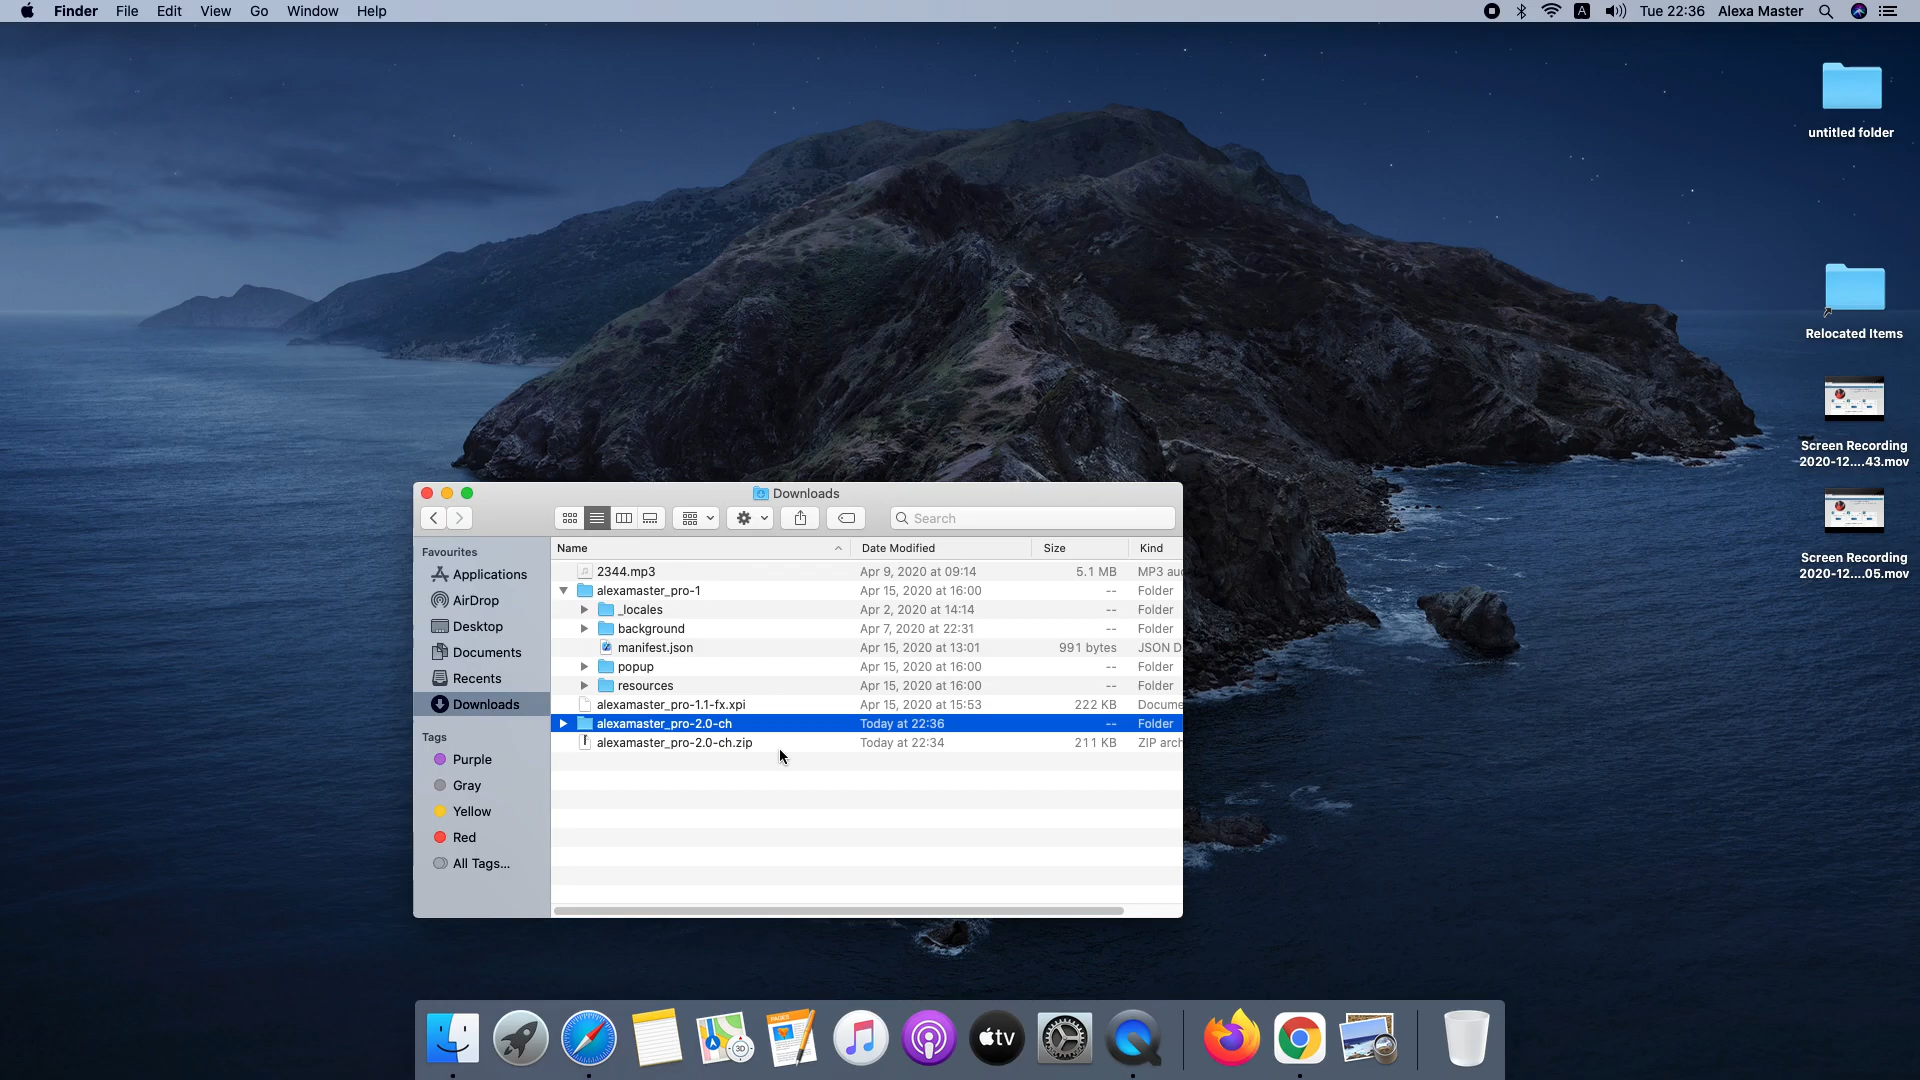 Finder File Edit View Go Window Help
A Tue 22:36 Alexa Master
untitled folder
Relocated Items
Screen Recording
2020-12....43.mov
Screen Recording
2020-12....05.mov
Downloads
Search
Favourites
Applications
AirDrop
Desktop
Documents
Recents
Downloads
Tags
Purple
Gray
Yellow
Red
All Tags...
Name Date Modified Size Kind
2344.mp3 Apr 9, 2020 at 09:14 5.1 MB MP3 au
alexamaster_pro-1 Apr 15, 2020 at 16:00 -- Folder
_locales Apr 2, 2020 at 14:14 -- Folder
background Apr 7, 2020 at 22:31 -- Folder
manifest.json Apr 15, 2020 at 13:01 991 bytes JSON D
popup Apr 15, 2020 at 16:00 -- Folder
resources Apr 15, 2020 at 16:00 -- Folder
alexamaster_pro-1.1-fx.xpi Apr 15, 2020 at 15:53 222 KB Docume
alexamaster_pro-2.0-ch Today at 22:36 -- Folder
alexamaster_pro-2.0-ch.zip Today at 22:34 211 KB ZIP arch
3D
PAGES
tv